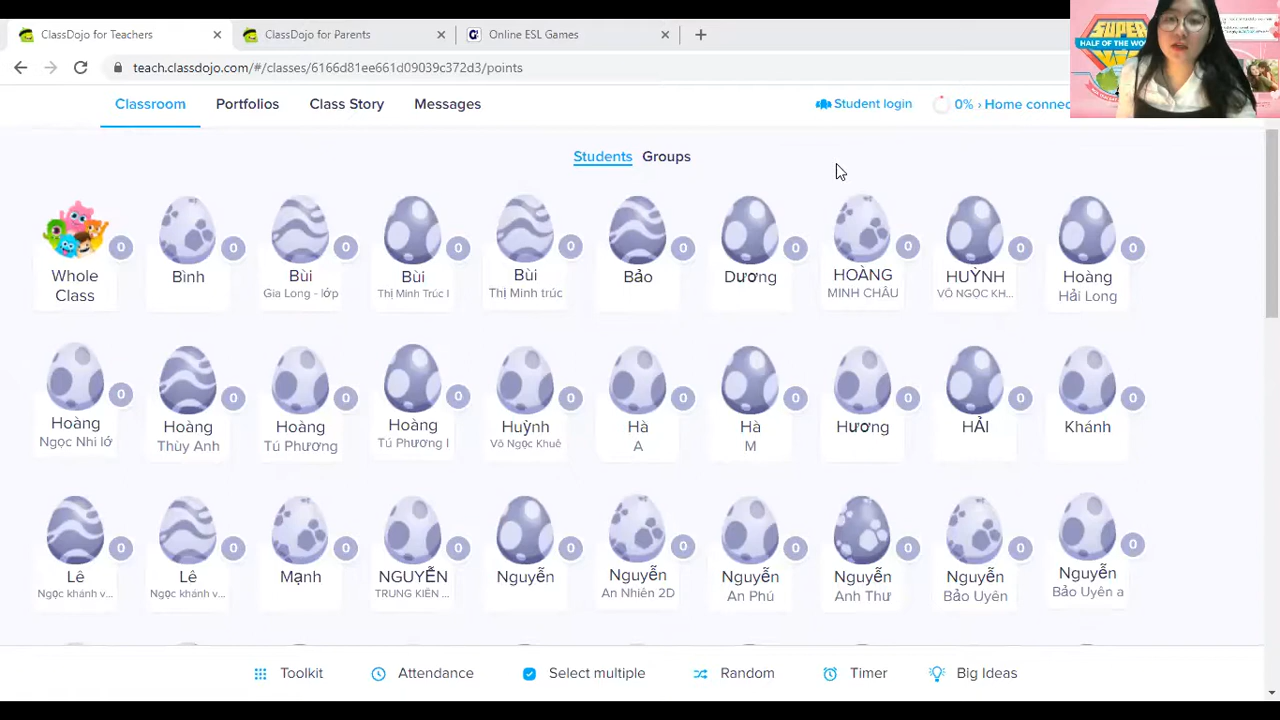 ClassDojo for Teachers
ClassDojo for Parents
Online
teach.classdojo.com/#/classes/
/points
SUPER
HALF OF THE
Classroom
Portfolios
Class Story
Messages
Student login
0% › Home connec
Students
Groups
0
0
0
0
0
0
0
0
0
0
Whole
Class
Bình
Bùi
Gia Long - lớp
Bùi
Thị Minh Trúc l
Bùi
Thị Minh trúc
Bảo
Dương
HOÀNG
MINH CHÂU
HUỲNH
VÕ NGỌC KH...
Hoàng
Hải Long
0
0
0
0
0
0
0
0
0
0
Hoàng
Ngọc Nhi lớ
Hoàng
Thùy Anh
Hoàng
Tú Phương
Hoàng
Tú Phương l
Huỳnh
Võ Ngọc Khuê
Hà
A
Hà
M
Hương
HẢI
Khánh
0
0
0
0
0
0
0
0
0
0
Lê
Ngọc khánh v...
Lê
Ngọc khánh v...
Mạnh
NGUYỄN
TRUNG KIÊN ...
Nguyễn
Nguyễn
An Nhiên 2D
Nguyễn
An Phú
Nguyễn
Anh Thư
Nguyễn
Bảo Uyên
Nguyễn
Bảo Uyên a
Toolkit
Attendance
Select multiple
Random
Timer
Big Ideas